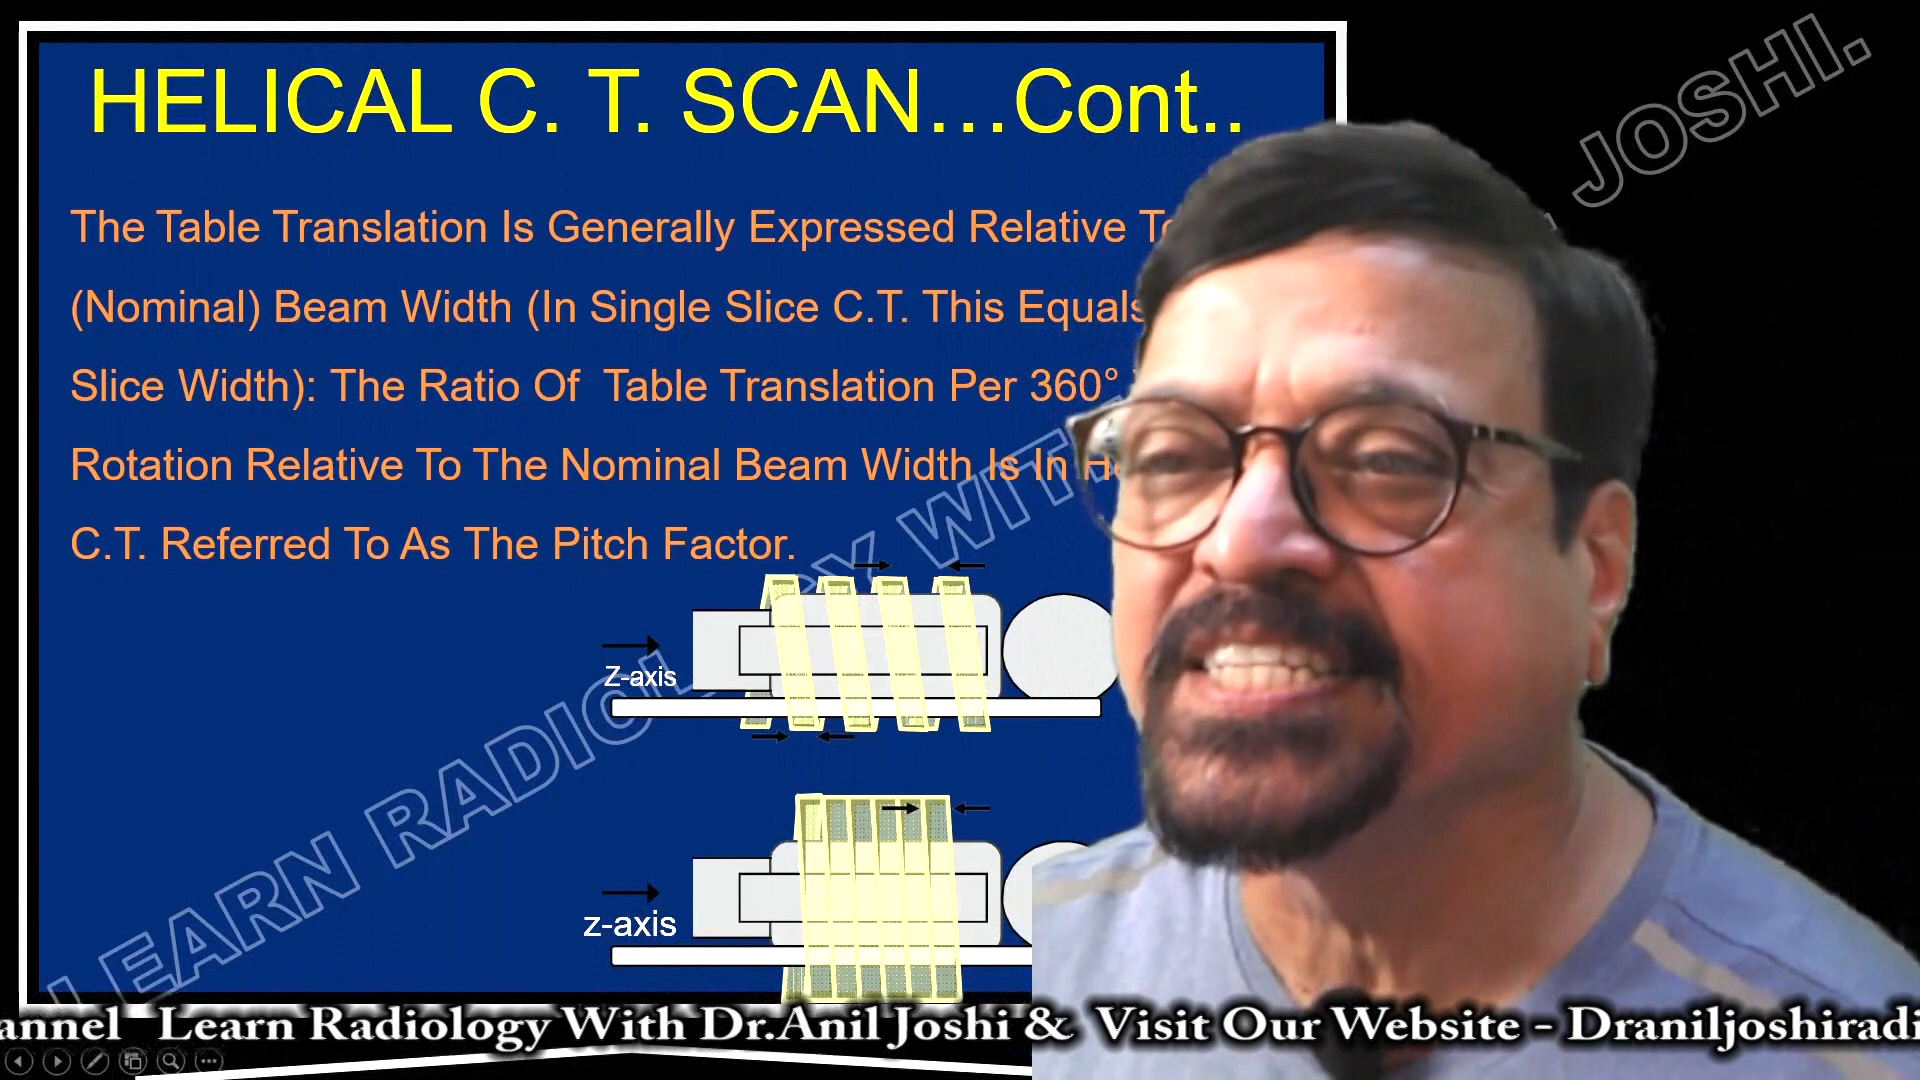 HELICAL C. T. SCAN…Cont..
The Table Translation Is Generally Expressed Relative To
(Nominal) Beam Width (In Single Slice C.T. This Equals
Slice Width): The Ratio Of Table Translation Per 360°
Rotation Relative To The Nominal Beam Width Is In
C.T. Referred To As The Pitch Factor.
Z-axis
z-axis
LEARN RADIOLOGY WITH
JOSHI.
Learn Radiology With Dr.Anil Joshi & Visit Our Website - Draniljoshiradi